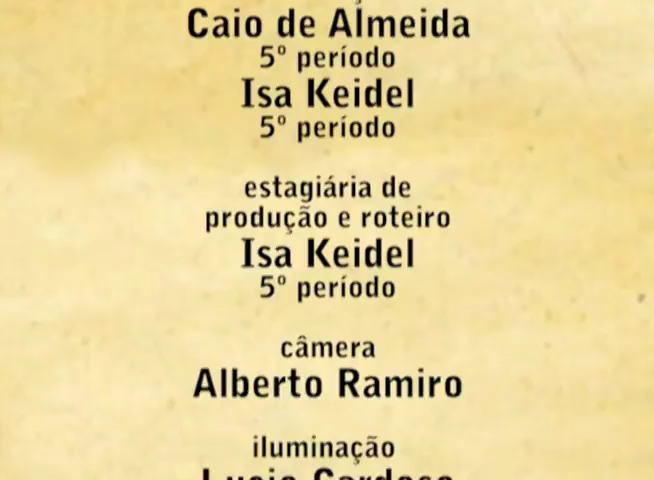 Caio de Almeida
5º período
Isa Keidel
5º período
estagiária de
produção e roteiro
Isa Keidel
5º período
câmera
Alberto Ramiro
iluminação